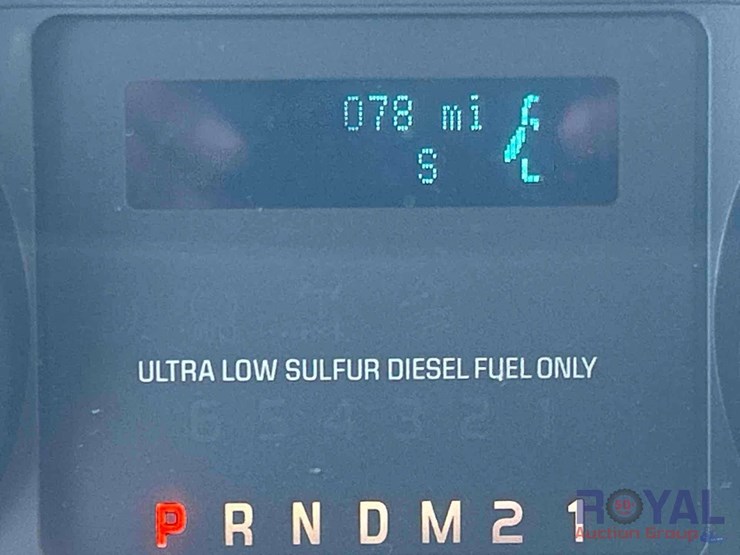 078 mi
S
ULTRA LOW SULFUR DIESEL FUEL ONLY
6 5 4 3 2 1
P R N D M 2 1
ROYAL
Auction Group